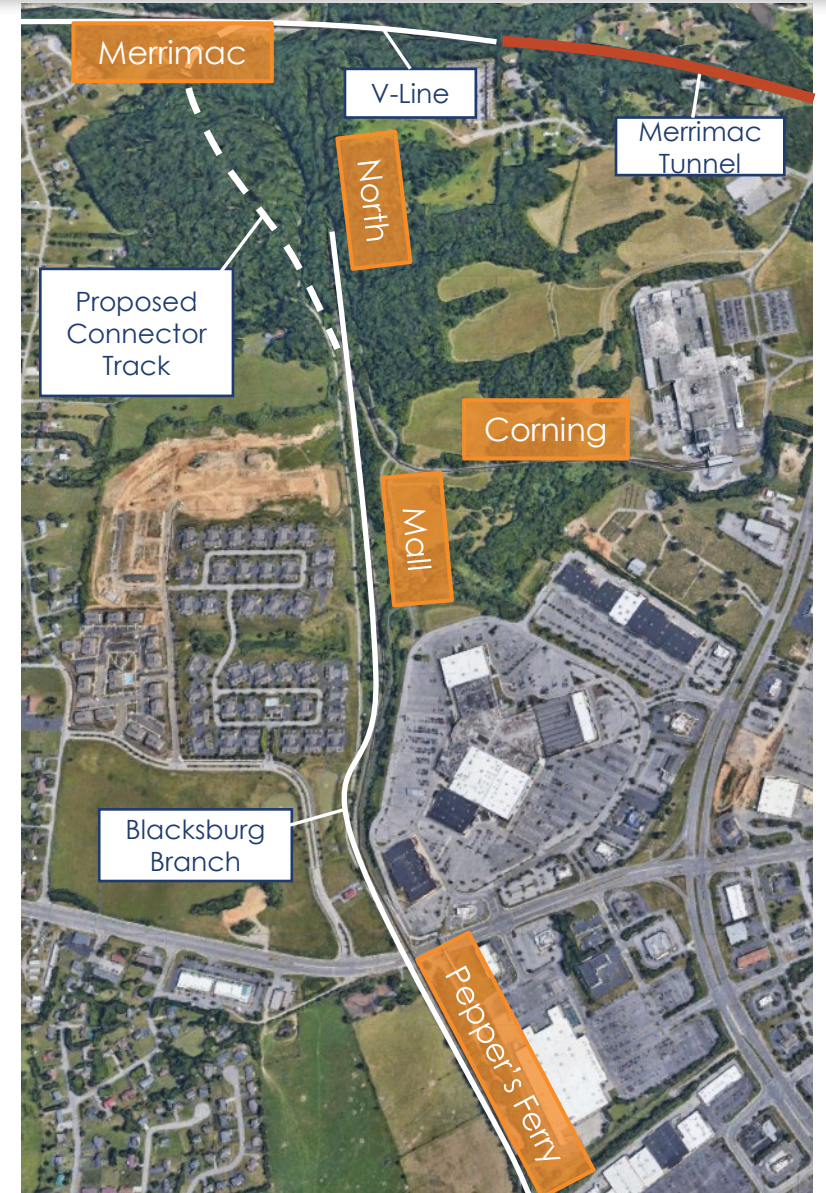 Merrimac
V-Line
Merrimac
Tunnel
North
Proposed
Connector
Track
Corning
Mall
Blacksburg
Branch
Pepper's Ferry